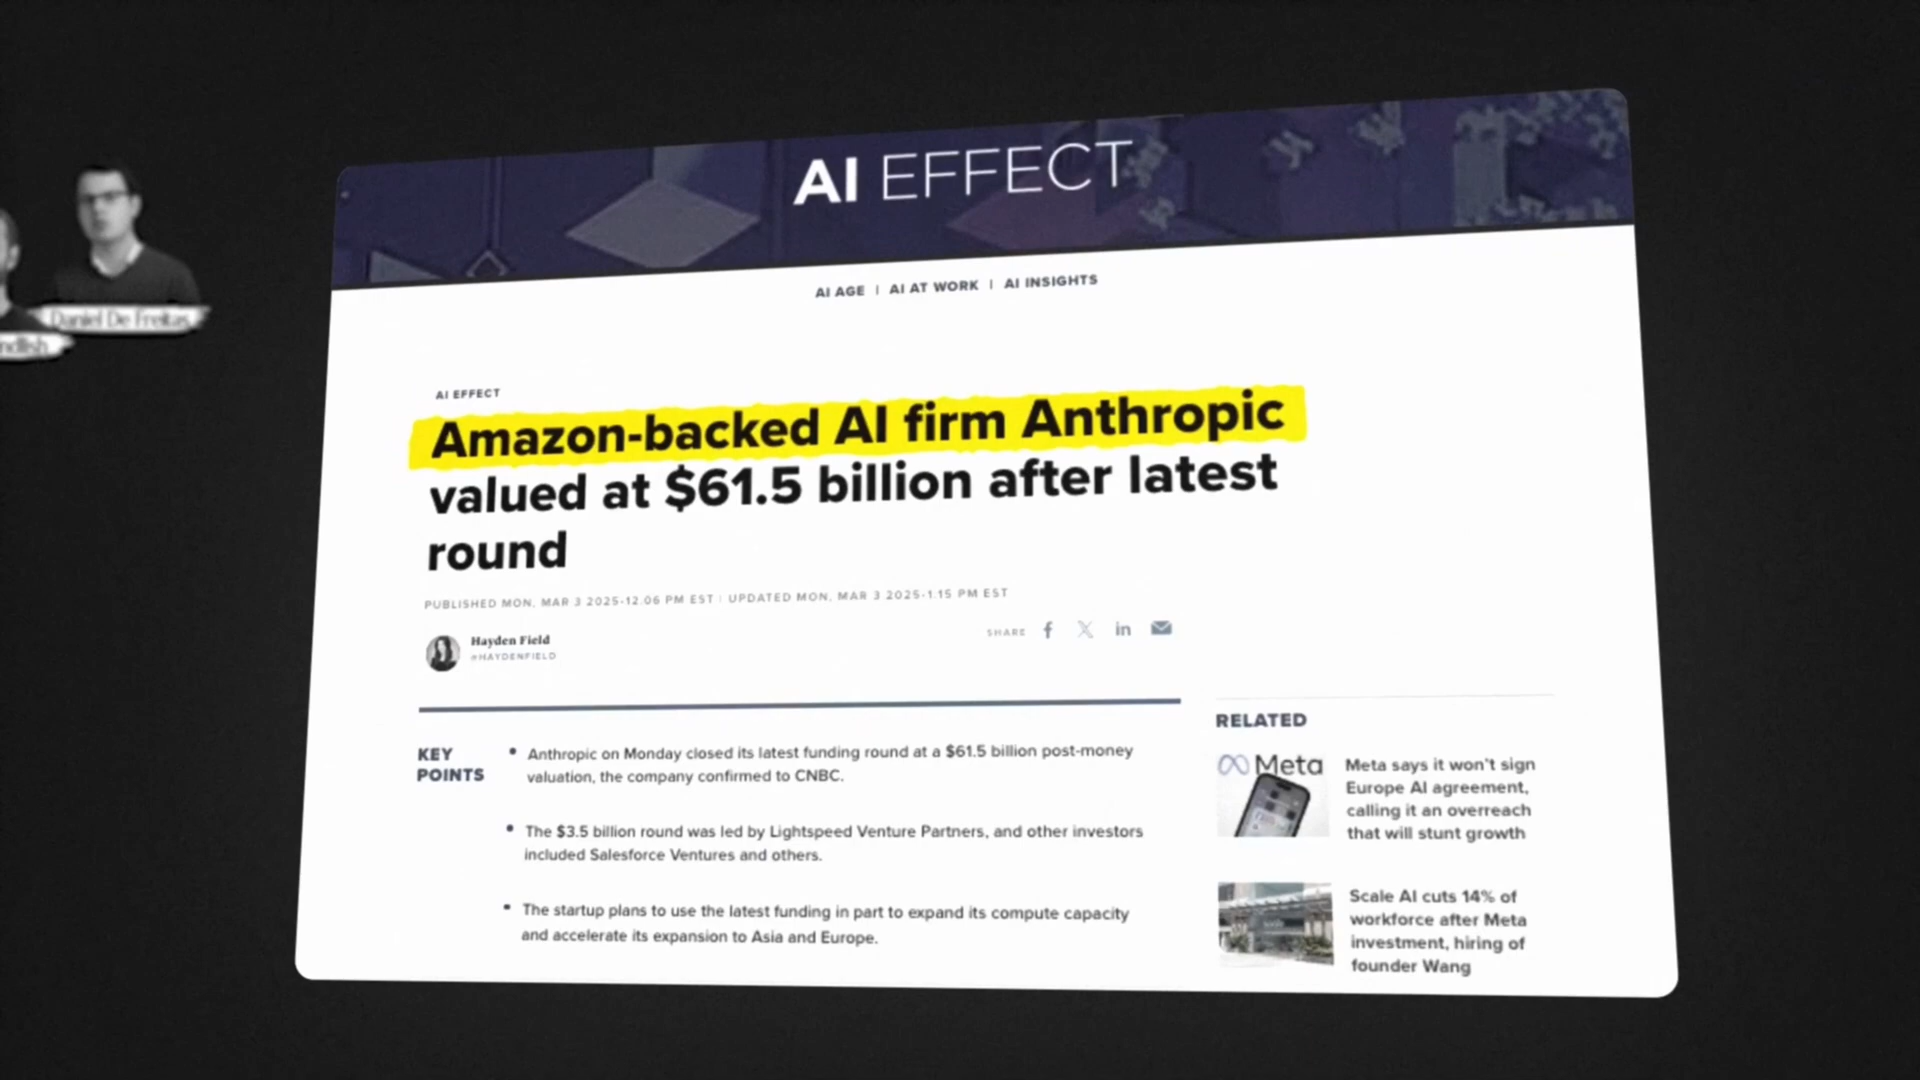 AI EFFECT
AI AGE | AI AT WORK | AI INSIGHTS
AI EFFECT
Amazon-backed AI firm Anthropic
valued at $61.5 billion after latest
round
PUBLISHED MON, MAR 3 2025-12:06 PM EST | UPDATED MON, MAR 3 2025-1:15 PM EST
Hayden Field
@HAYDENFIELD
SHARE
KEY
POINTS
• Anthropic on Monday closed its latest funding round at a $61.5 billion post-money
valuation, the company confirmed to CNBC.
• The $3.5 billion round was led by Lightspeed Venture Partners, and other investors
included Salesforce Ventures and others.
• The startup plans to use the latest funding in part to expand its compute capacity
and accelerate its expansion to Asia and Europe.
RELATED
Meta
Meta says it won't sign
Europe AI agreement,
calling it an overreach
that will stunt growth
Scale AI cuts 14% of
workforce after Meta
investment, hiring of
founder Wang
Daniel De Freitas
ndlish